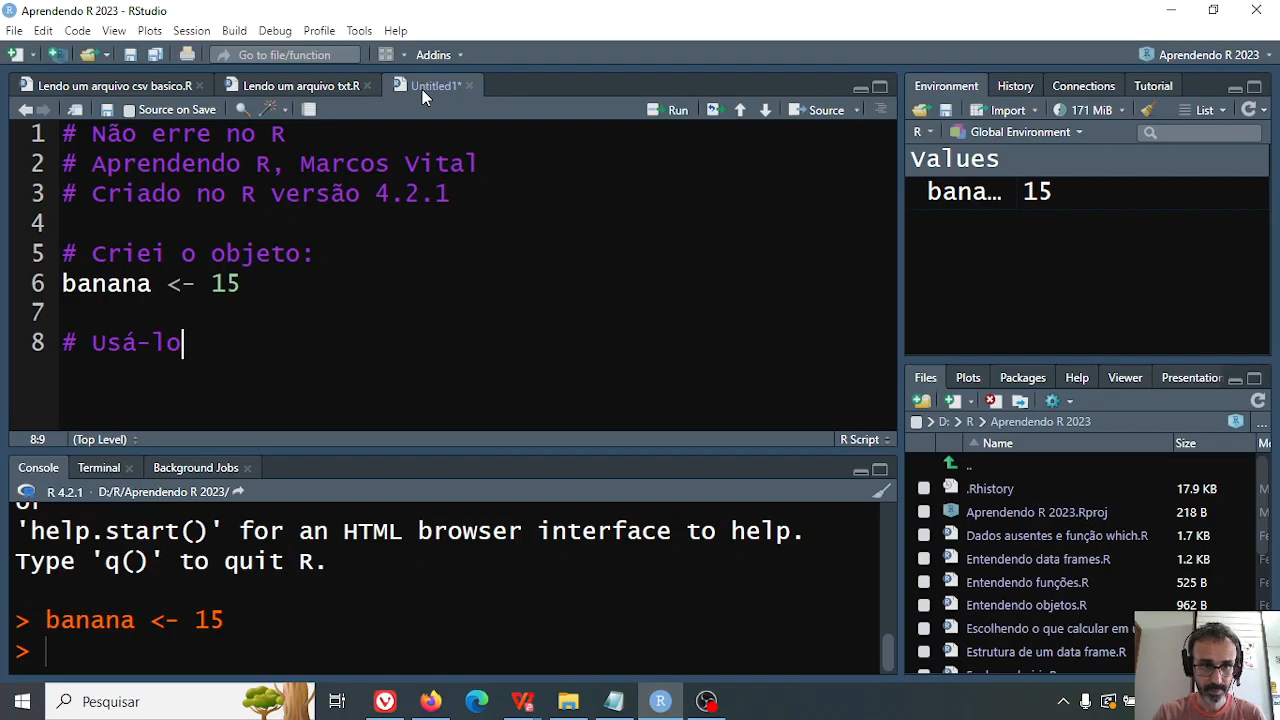 Aprendendo R 2023 - RStudio
File Edit Code View Plots Session Build Debug Profile Tools Help
Go to file/function Addins Aprendendo R 2023
Lendo um arquivo csv basico.R Lendo um arquivo txt.R Untitled1*
Source on Save Run Source
1 # Não erre no R
2 # Aprendendo R, Marcos Vital
3 # Criado no R versão 4.2.1
4
5 # Criei o objeto:
6 banana <- 15
7
8 # Usá-lo
8:9 (Top Level) R Script
Console Terminal Background Jobs
R 4.2.1 · D:/R/Aprendendo R 2023/
'help.start()' for an HTML browser interface to help.
Type 'q()' to quit R.
> banana <- 15
>
Environment History Connections Tutorial
Import 171 MiB List
R Global Environment
Values
bana… 15
Files Plots Packages Help Viewer Presentation
D: R Aprendendo R 2023 ...
Name Size
..
.Rhistory 17.9 KB
Aprendendo R 2023.Rproj 218 B
Dados ausentes e função which.R 1.7 KB
Entendendo data frames.R 1.2 KB
Entendendo funções.R 525 B
Entendendo objetos.R 962 B
Escolhendo o que calcular em
Estrutura de um data frame.R
Pesquisar